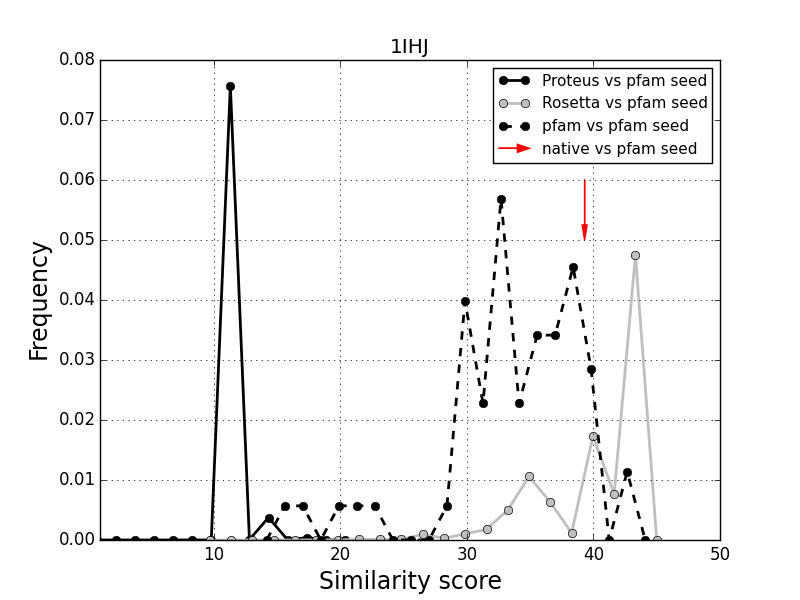 1IHJ
Proteus vs pfam seed
Rosetta vs pfam seed
pfam vs pfam seed
native vs pfam seed
Frequency
0.08
0.07
0.06
0.05
0.04
0.03
0.02
0.01
0.00
10 20 30 40 50
Similarity score